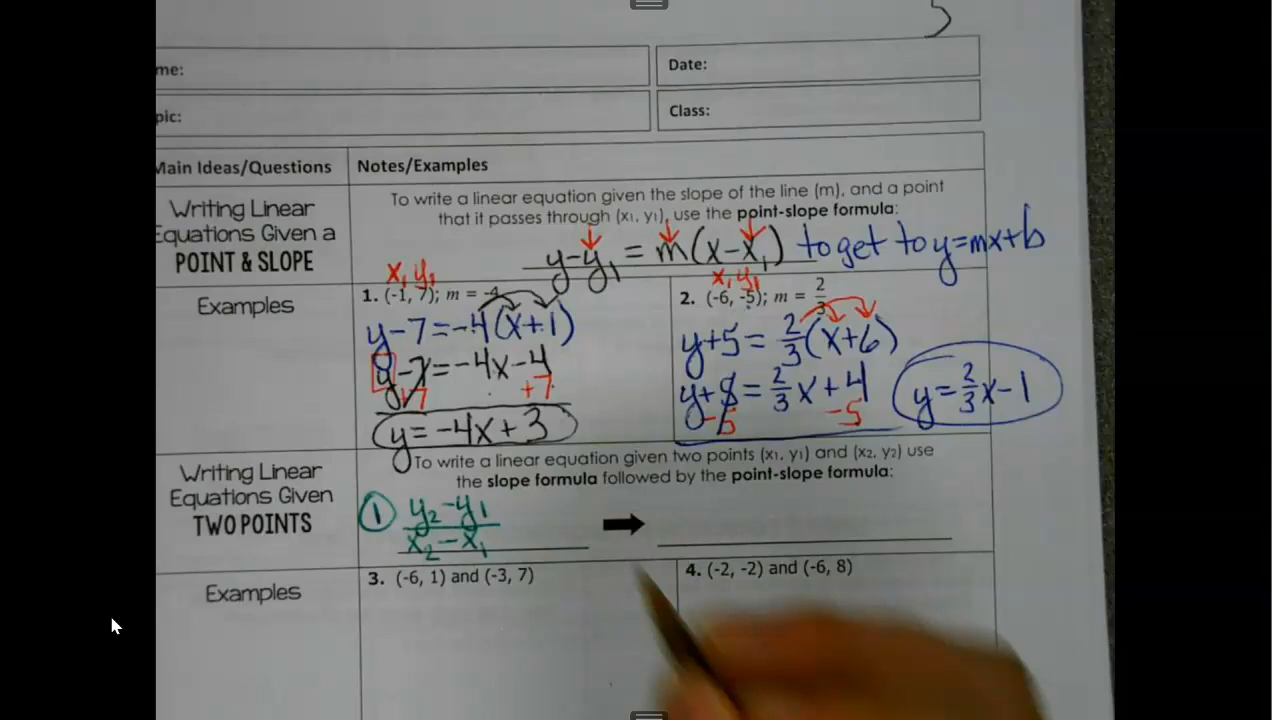 me:
Date:
pic:
Class:
Main Ideas/Questions
Notes/Examples
Writing Linear
Equations Given a
POINT & SLOPE
To write a linear equation given the slope of the line (m), and a point
that it passes through (x₁, y₁), use the point-slope formula:
y-y₁ = m(x-x₁) to get to y=mx+b
Examples
x₁ y₁
1. (-1, 7); m = -4
y-7=-4(x+1)
y-7=-4x-4
+7 +7
y=-4x+3
x₁ y₁
2. (-6, -5); m = 2/3
y+5=2/3(x+6)
y+5=2/3x+4
-5 -5
y=2/3x-1
Writing Linear
Equations Given
TWO POINTS
To write a linear equation given two points (x₁, y₁) and (x₂, y₂) use
the slope formula followed by the point-slope formula:
① y₂-y₁
x₂-x₁
Examples
3. (-6, 1) and (-3, 7)
4. (-2, -2) and (-6, 8)